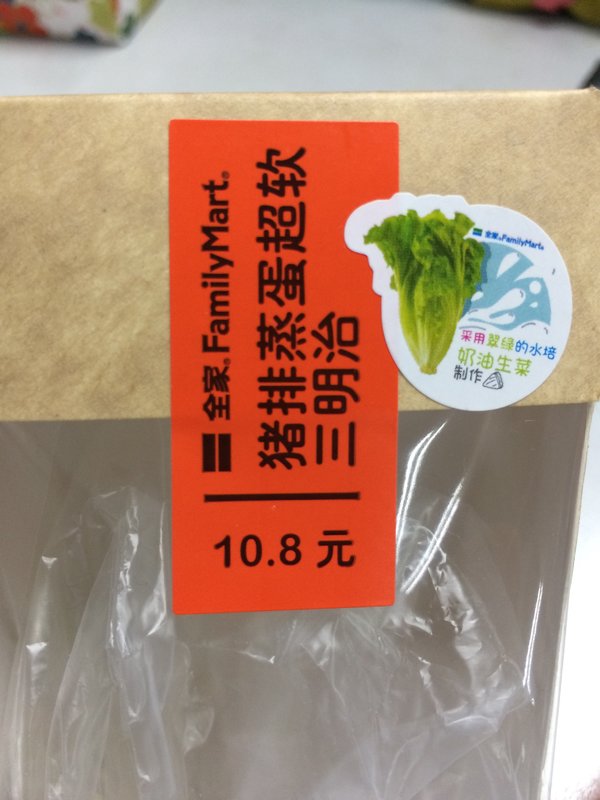 全家®FamilyMart®
猪排蒸蛋超软
三明治
10.8 元
全家®FamilyMart®
采用翠绿的水培
奶油生菜
制作